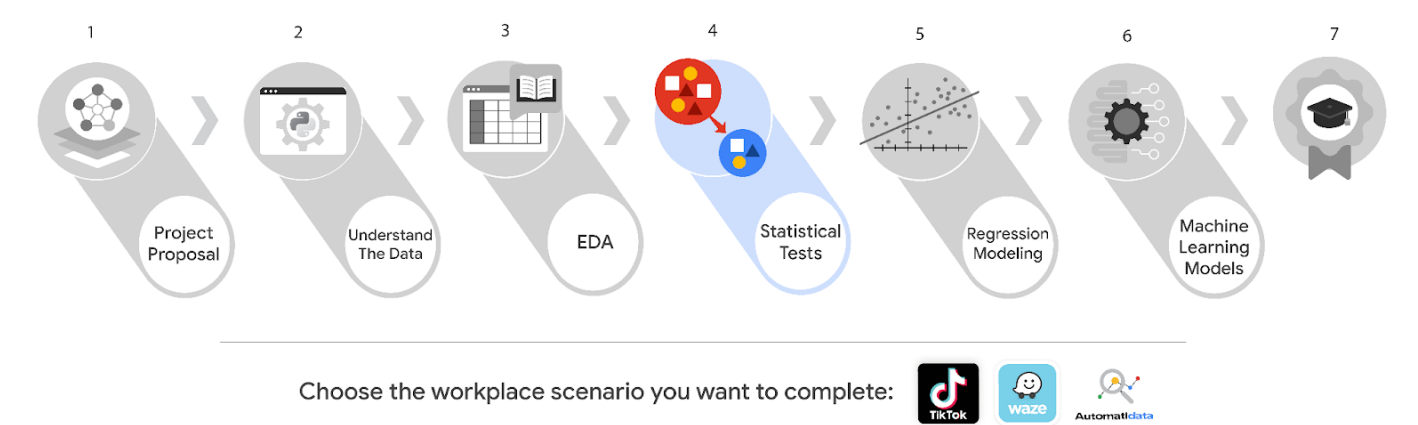 1
2
3
4
5
6
7
Project
Proposal
Understand
The Data
EDA
Statistical
Tests
Regression
Modeling
Machine
Learning
Models
Choose the workplace scenario you want to complete:
TikTok
waze
Automatidata